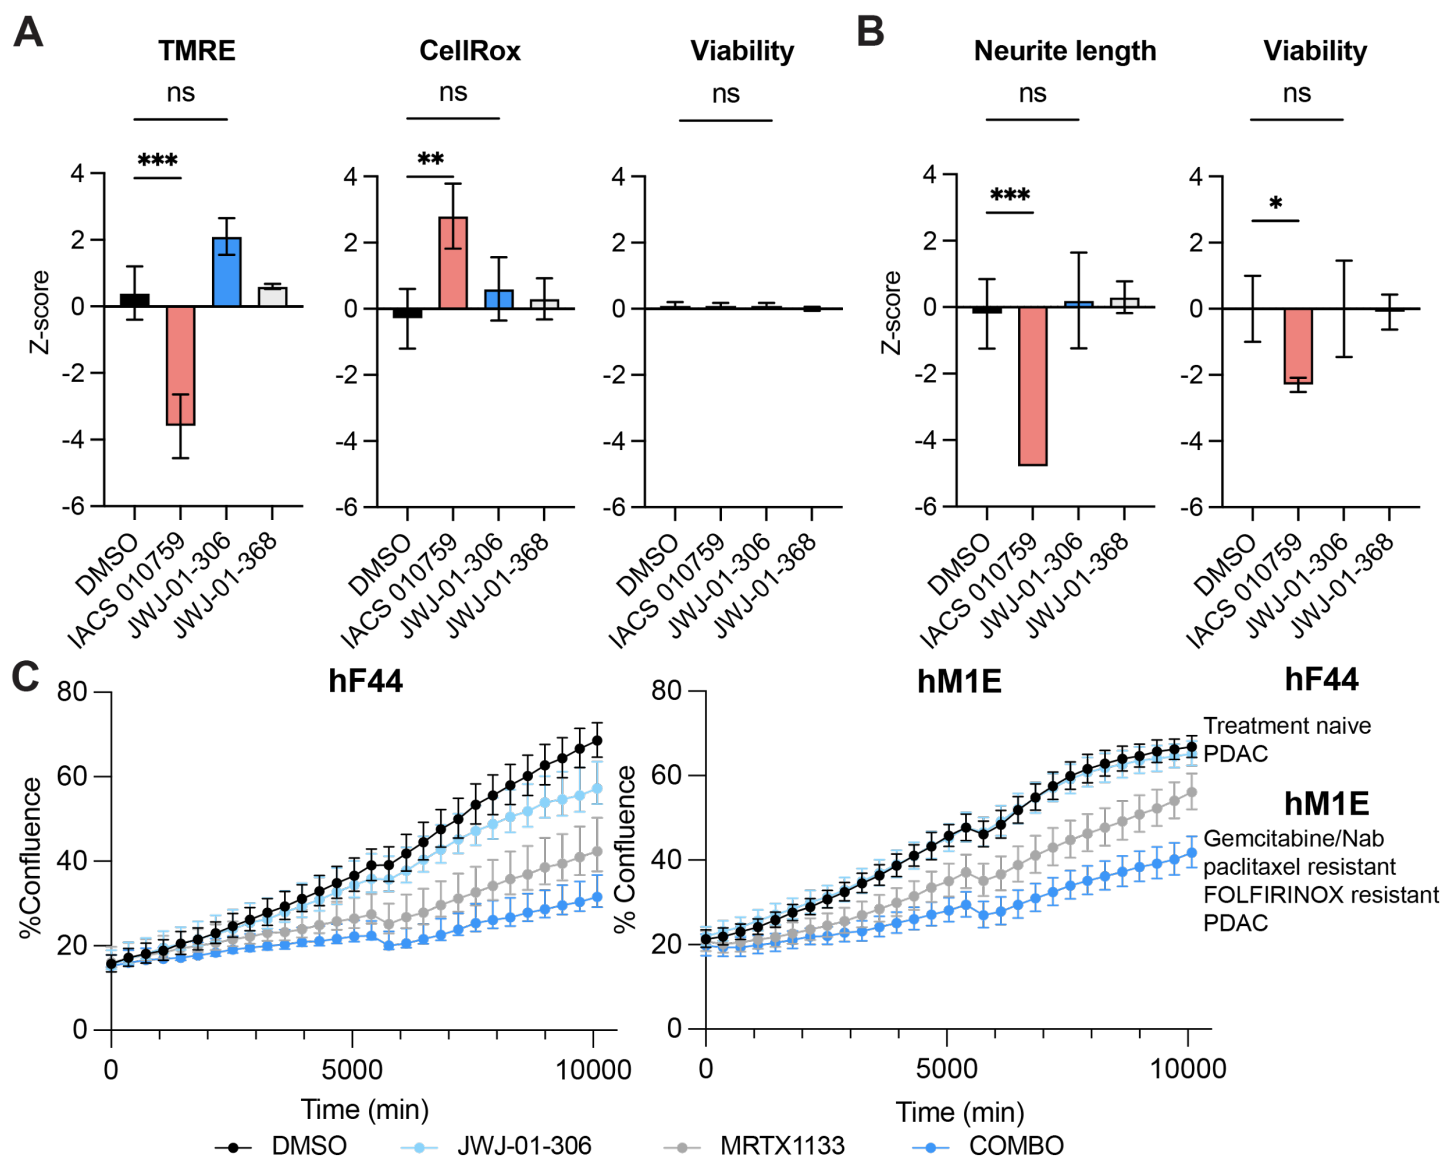 A
TMRE
CellRox
Viability
B
Neurite length
Viability
ns
ns
ns
ns
ns
***
**
***
*
Z-score
4
2
0
-2
-4
-6
4
2
0
-2
-4
-6
4
2
0
-2
-4
-6
Z-score
4
2
0
-2
-4
-6
4
2
0
-2
-4
-6
DMSO
IACS 010759
JWJ-01-306
JWJ-01-368
DMSO
IACS 010759
JWJ-01-306
JWJ-01-368
DMSO
IACS 010759
JWJ-01-306
JWJ-01-368
DMSO
IACS 010759
JWJ-01-306
JWJ-01-368
DMSO
IACS 010759
JWJ-01-306
JWJ-01-368
C
hF44
%Confluence
80
60
40
20
0
0
5000
10000
Time (min)
hM1E
% Confluence
80
60
40
20
0
0
5000
10000
Time (min)
hF44
Treatment naive
PDAC
hM1E
Gemcitabine/Nab
paclitaxel resistant
FOLFIRINOX resistant
PDAC
DMSO
JWJ-01-306
MRTX1133
COMBO